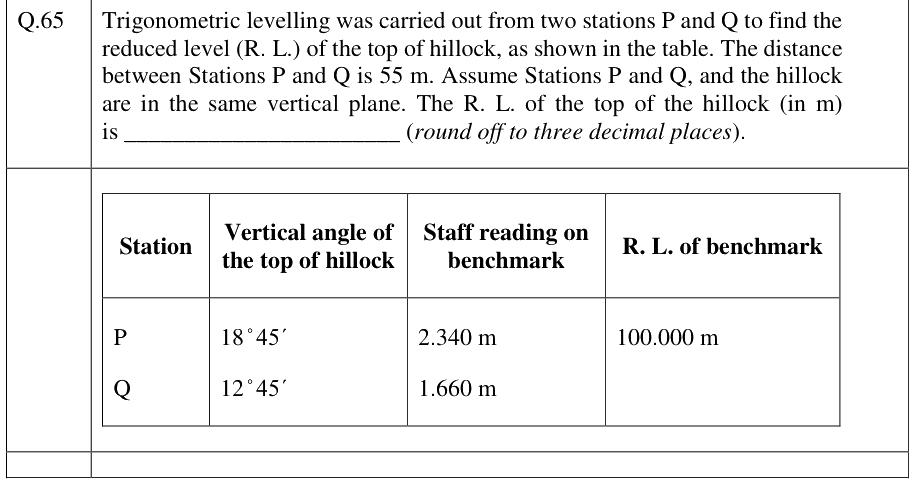 Q.65
Trigonometric levelling was carried out from two stations P and Q to find the
reduced level (R. L.) of the top of hillock, as shown in the table. The distance
between Stations P and Q is 55 m. Assume Stations P and Q, and the hillock
are in the same vertical plane. The R. L. of the top of the hillock (in m)
is ________________________ (round off to three decimal places).
Station Vertical angle of the top of hillock Staff reading on benchmark R. L. of benchmark
P 18˚45′ 2.340 m 100.000 m
Q 12˚45′ 1.660 m